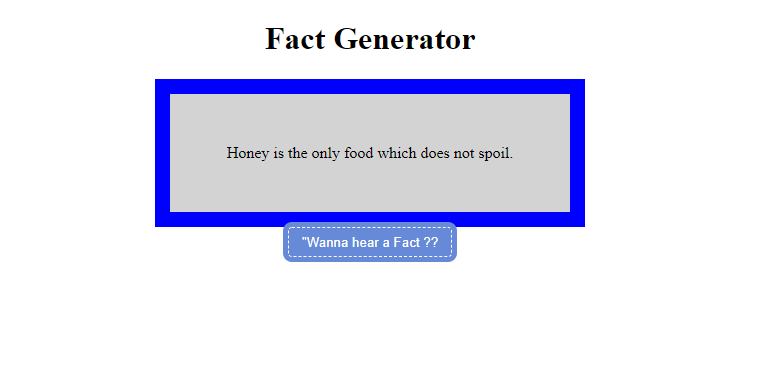 Fact Generator
Honey is the only food which does not spoil.
"Wanna hear a Fact ??